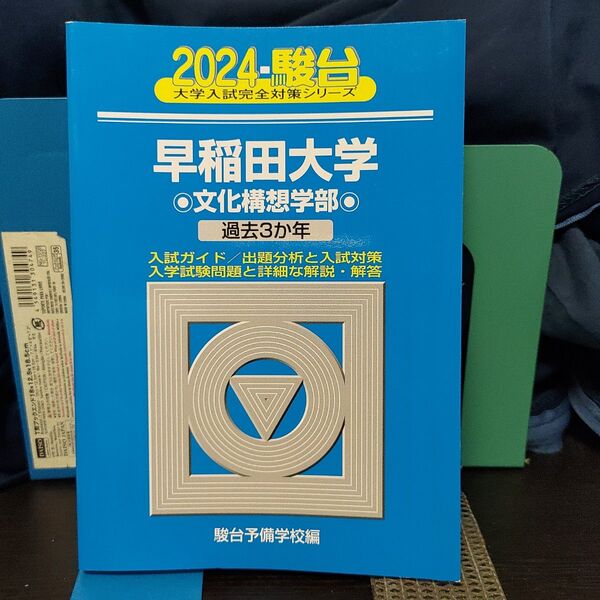 2024-駿台
大学入試完全対策シリーズ
早稲田大学
◉文化構想学部◉
過去3か年
入試ガイド/出題分析と入試対策
入学試験問題と詳細な解説・解答
駿台予備学校編